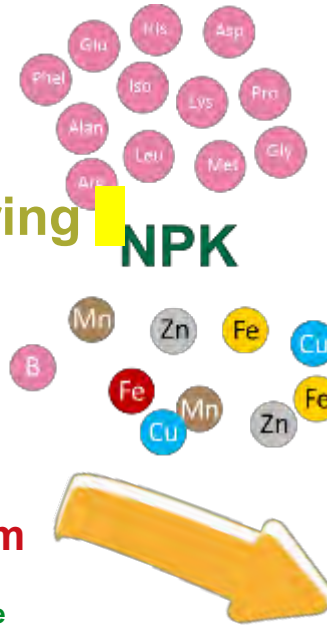 Glu His Asp
Phel Iso Lys Pro
Alan Leu Met Gly
Arg
ring
NPK
Mn Zn Fe Cu
B Fe Mn Fe
Cu Zn
m
e